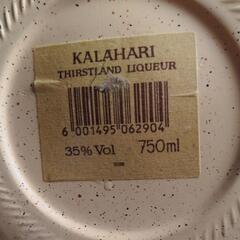 KALAHARI
THIRSTLAND LIQUEUR
6 001495 062904
35% Vol 750ml